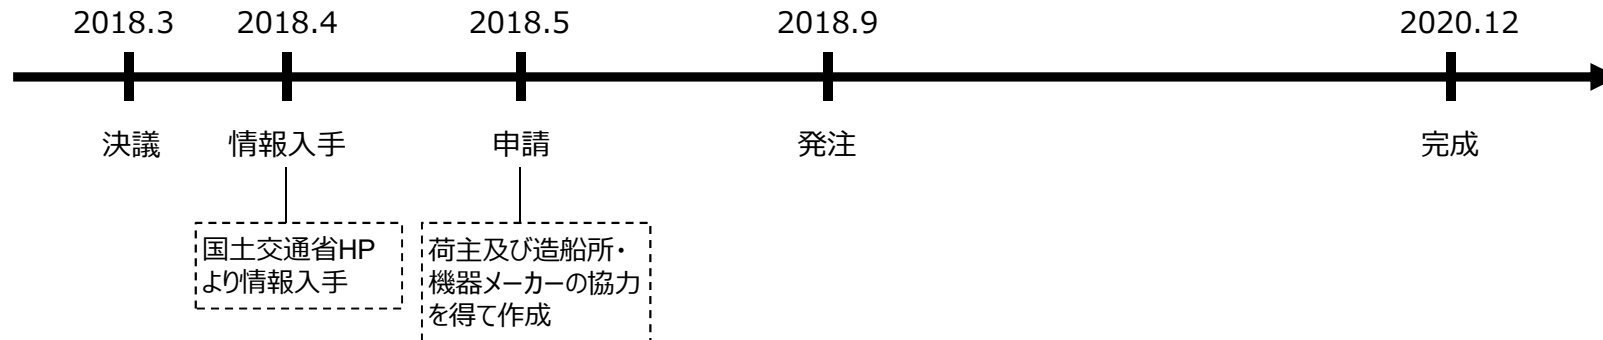 2018.3 2018.4 2018.5 2018.9 2020.12
決議 情報入手 申請 発注 完成
国土交通省HP
より情報入手
荷主及び造船所・
機器メーカーの協力
を得て作成